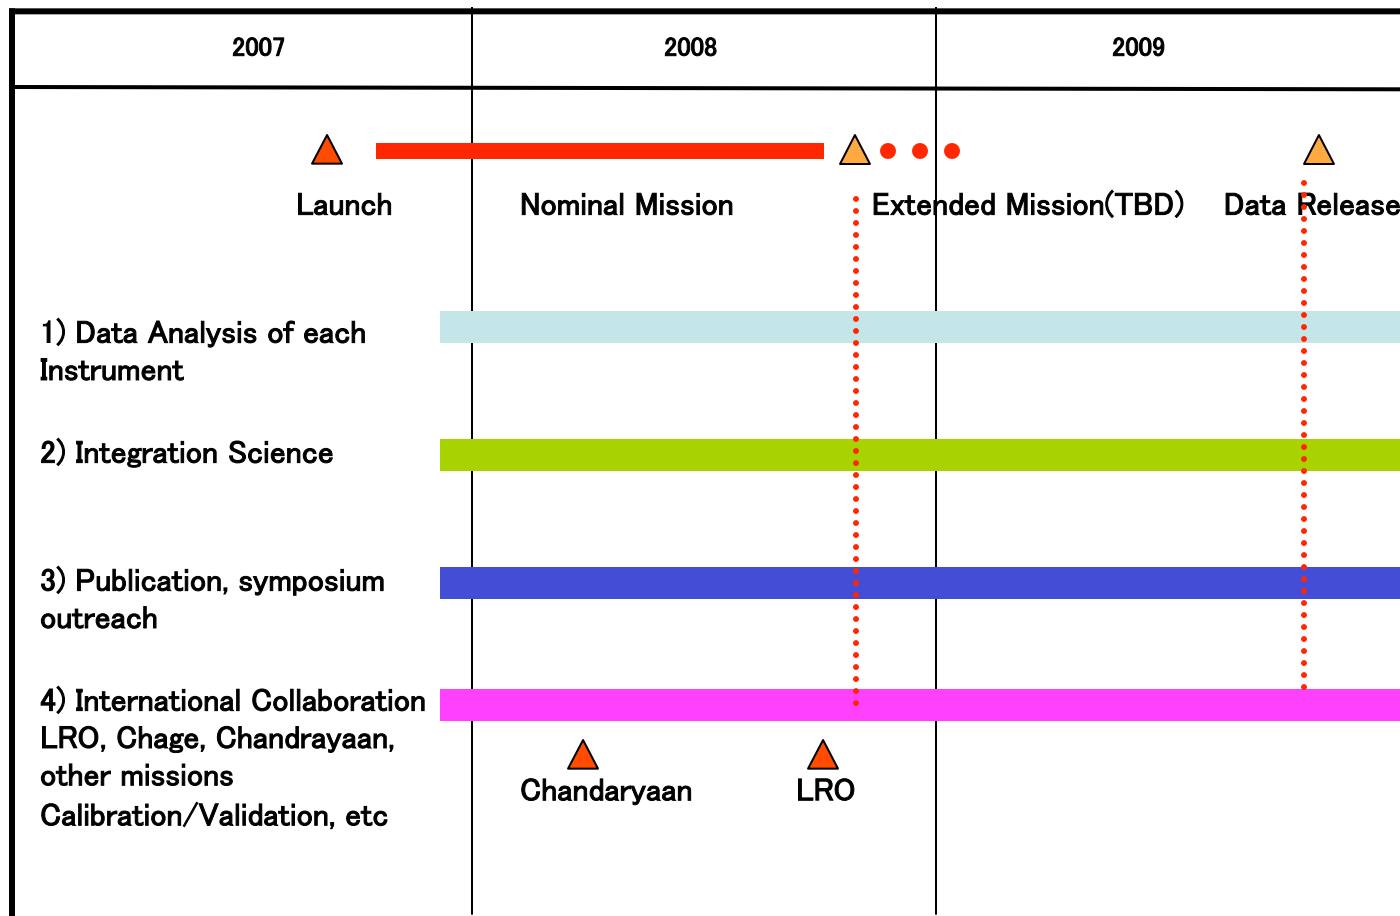 2007
2008
2009
Launch
Nominal Mission
Extended Mission(TBD)
Data Release
1) Data Analysis of each
Instrument
2) Integration Science
3) Publication, symposium
outreach
4) International Collaboration
LRO, Chage, Chandrayaan,
other missions
Calibration/Validation, etc
Chandaryaan
LRO